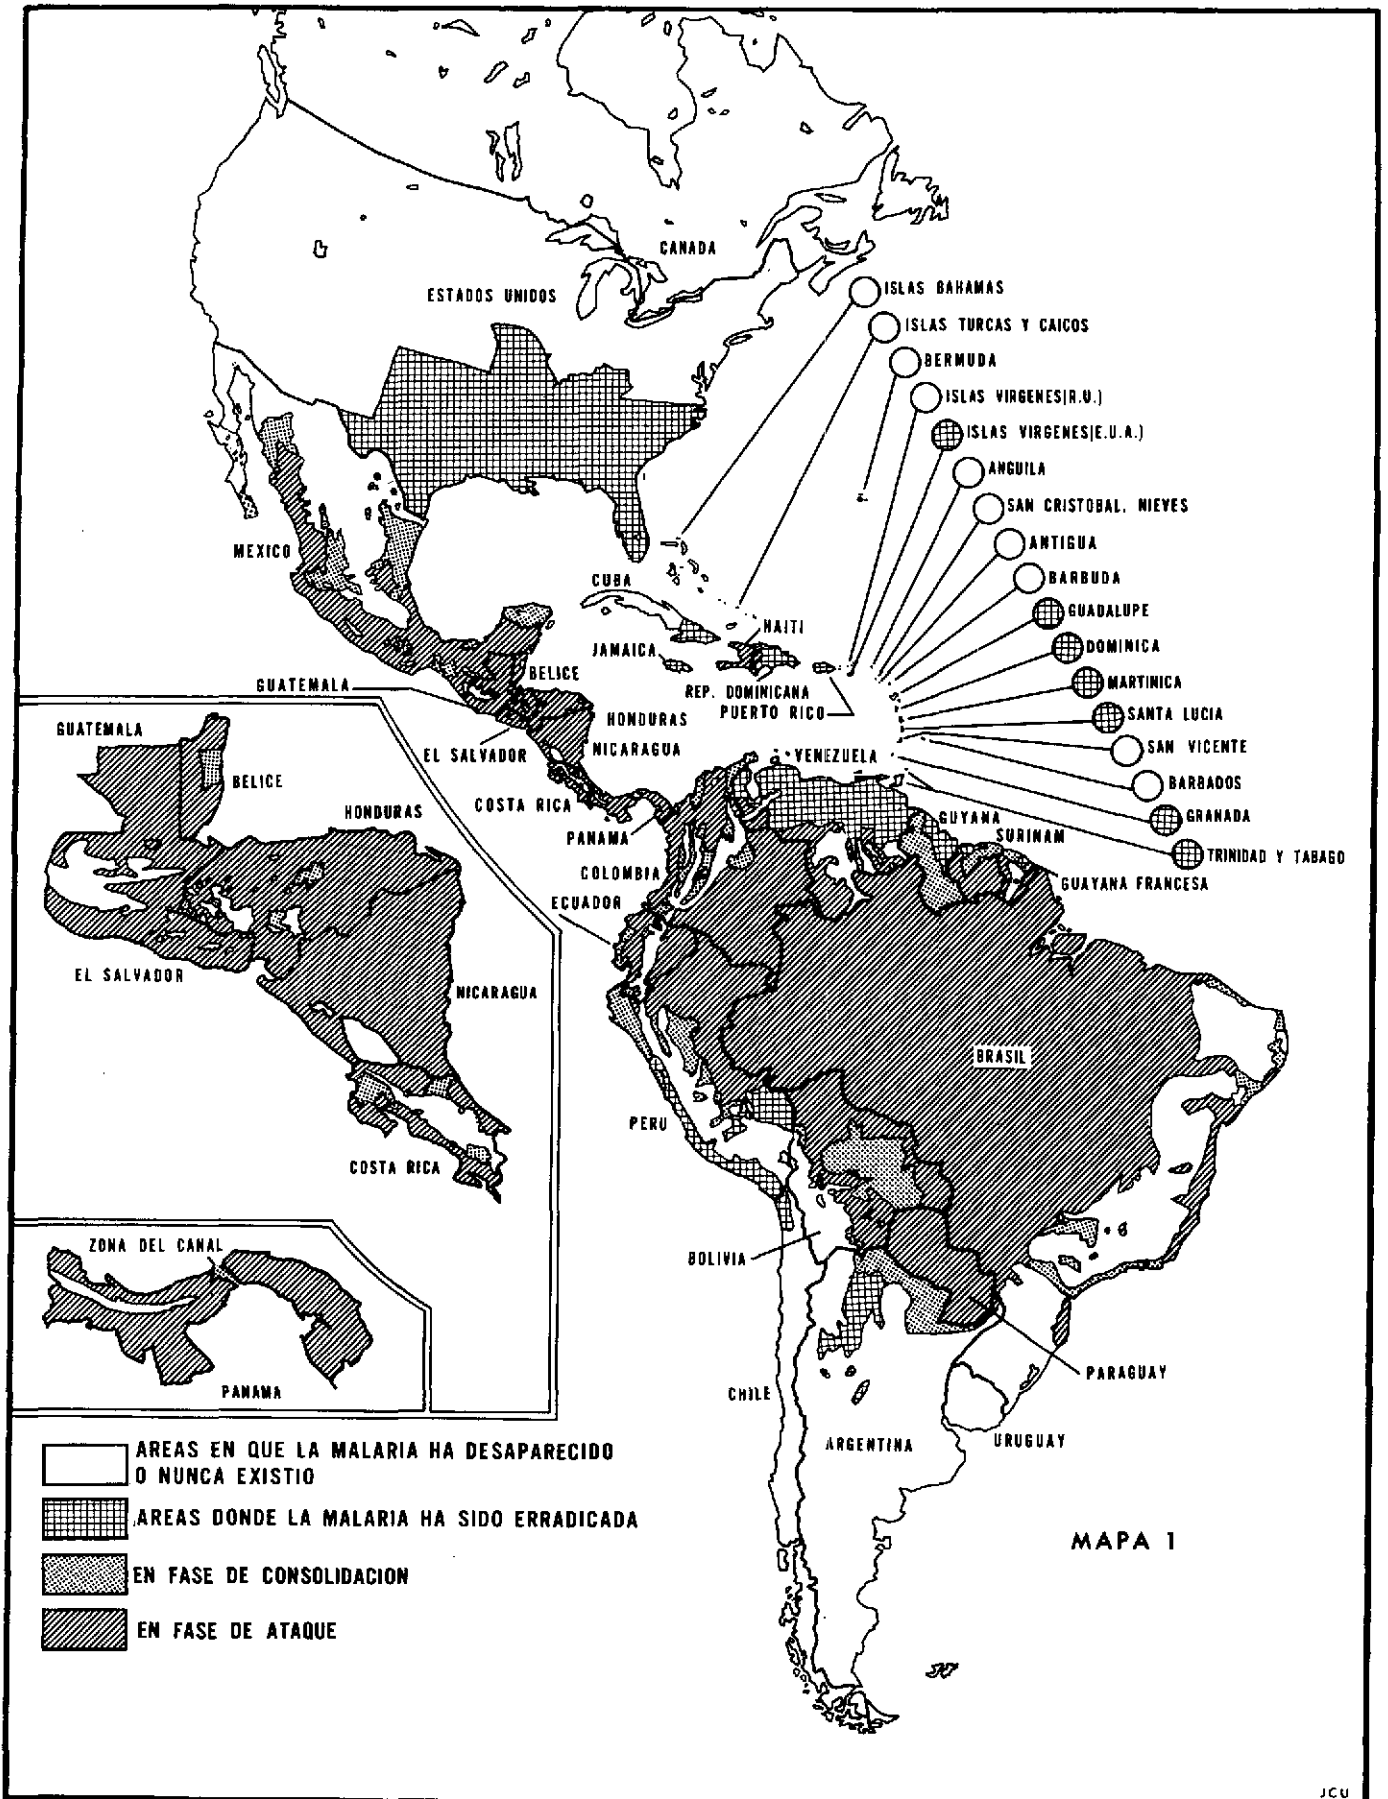 CANADA
ESTADOS UNIDOS
ISLAS BAHAMAS
ISLAS TURCAS Y CAICOS
BERMUDA
ISLAS VIRGENES(R.U.)
ISLAS VIRGENES(E.U.A.)
ANGUILA
SAN CRISTOBAL, NIEVES
ANTIGUA
BARBUDA
GUADALUPE
DOMINICA
MARTINICA
SANTA LUCIA
SAN VICENTE
BARBADOS
GRANADA
TRINIDAD Y TABAGO
MEXICO
CUBA
HAITI
JAMAICA
BELICE
REP. DOMINICANA
PUERTO RICO
GUATEMALA
HONDURAS
EL SALVADOR
NICARAGUA
VENEZUELA
COSTA RICA
PANAMA
GUYANA
SURINAM
COLOMBIA
GUAYANA FRANCESA
ECUADOR
BRASIL
PERU
BOLIVIA
PARAGUAY
CHILE
ARGENTINA
URUGUAY
GUATEMALA
BELICE
HONDURAS
EL SALVADOR
NICARAGUA
COSTA RICA
ZONA DEL CANAL
PANAMA
AREAS EN QUE LA MALARIA HA DESAPARECIDO
O NUNCA EXISTIO
AREAS DONDE LA MALARIA HA SIDO ERRADICADA
EN FASE DE CONSOLIDACION
EN FASE DE ATAQUE
MAPA 1
JCU